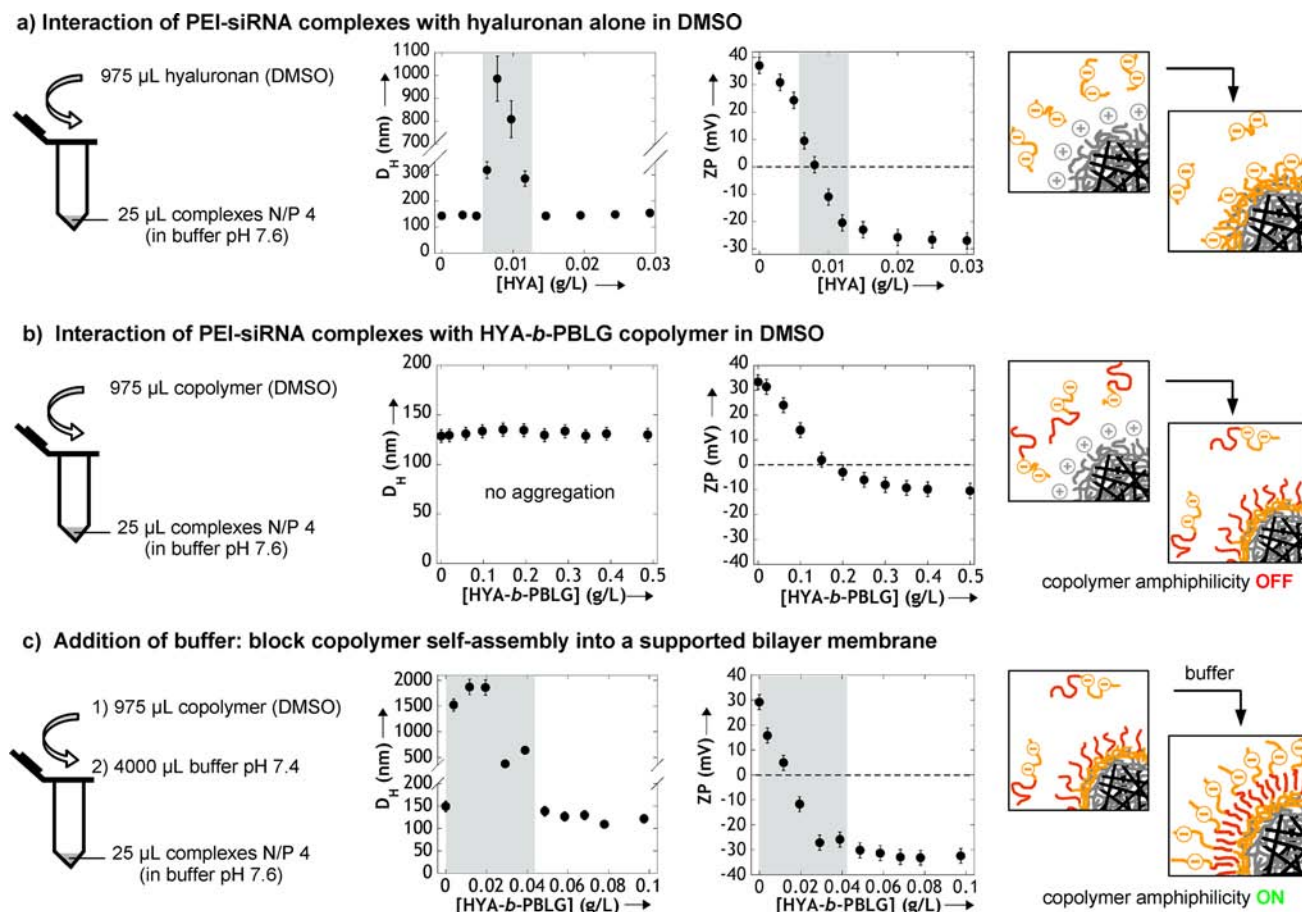 a) Interaction of PEI-siRNA complexes with hyaluronan alone in DMSO
975 µL hyaluronan (DMSO)
25 µL complexes N/P 4
(in buffer pH 7.6)
D_H (nm)
1100
1000
900
800
700
300
200
100
0
0 0.01 0.02 0.03
[HYA] (g/L)
ZP (mV)
40
30
20
10
0
-10
-20
-30
0 0.01 0.02 0.03
[HYA] (g/L)
b) Interaction of PEI-siRNA complexes with HYA-b-PBLG copolymer in DMSO
975 µL copolymer (DMSO)
25 µL complexes N/P 4
(in buffer pH 7.6)
D_H (nm)
200
150
100
50
0
no aggregation
0 0.1 0.2 0.3 0.4 0.5
[HYA-b-PBLG] (g/L)
ZP (mV)
40
30
20
10
0
-10
-20
-30
-40
0 0.1 0.2 0.3 0.4 0.5
[HYA-b-PBLG] (g/L)
copolymer amphiphilicity OFF
c) Addition of buffer: block copolymer self-assembly into a supported bilayer membrane
1) 975 µL copolymer (DMSO)
2) 4000 µL buffer pH 7.4
25 µL complexes N/P 4
(in buffer pH 7.6)
D_H (nm)
2000
1500
1000
500
200
150
100
50
0
0 0.02 0.04 0.06 0.08 0.1
[HYA-b-PBLG] (g/L)
ZP (mV)
40
30
20
10
0
-10
-20
-30
-40
0 0.02 0.04 0.06 0.08 0.1
[HYA-b-PBLG] (g/L)
buffer
copolymer amphiphilicity ON